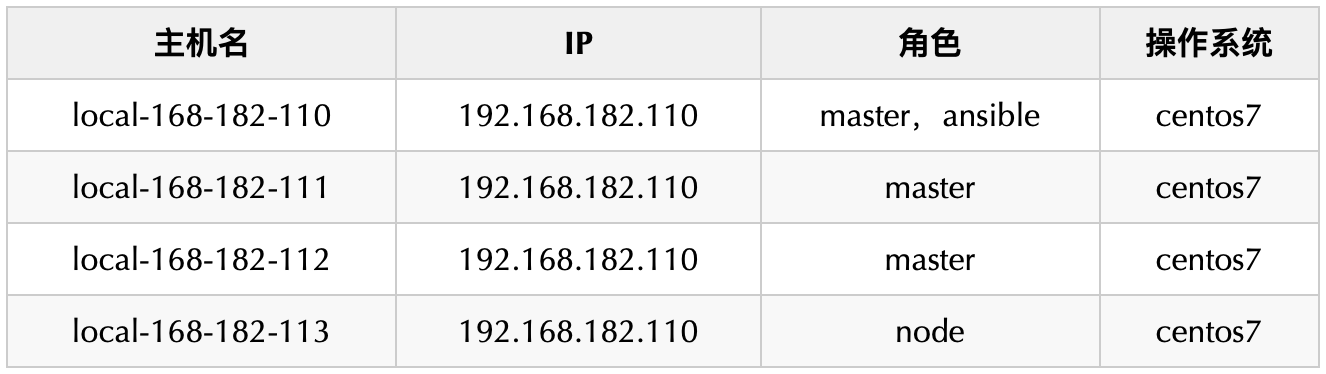 主机名 IP 角色 操作系统
local-168-182-110 192.168.182.110 master，ansible centos7
local-168-182-111 192.168.182.110 master centos7
local-168-182-112 192.168.182.110 master centos7
local-168-182-113 192.168.182.110 node centos7